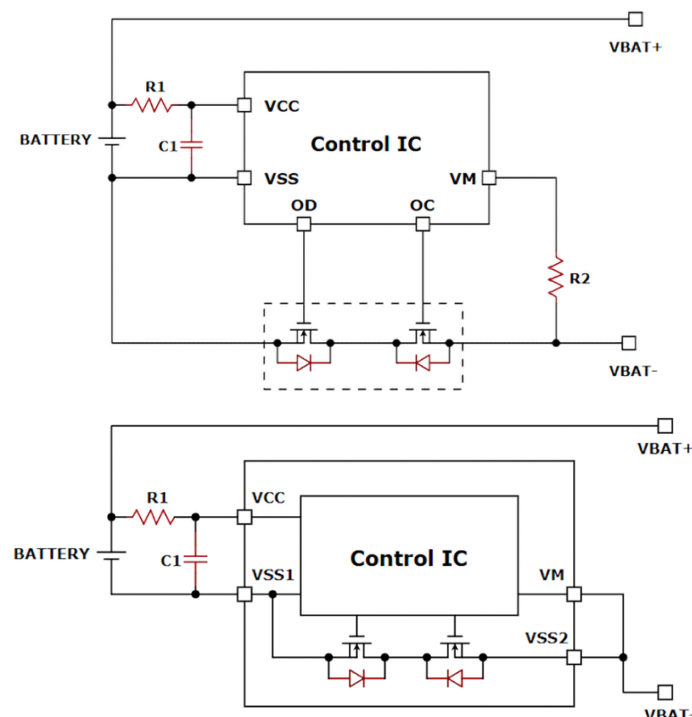 VBAT+
R1
VCC
BATTERY
C1
Control IC
VSS
VM
OD
OC
R2
VBAT-
VBAT+
R1
VCC
BATTERY
C1
Control IC
VSS1
VM
VSS2
VBAT-